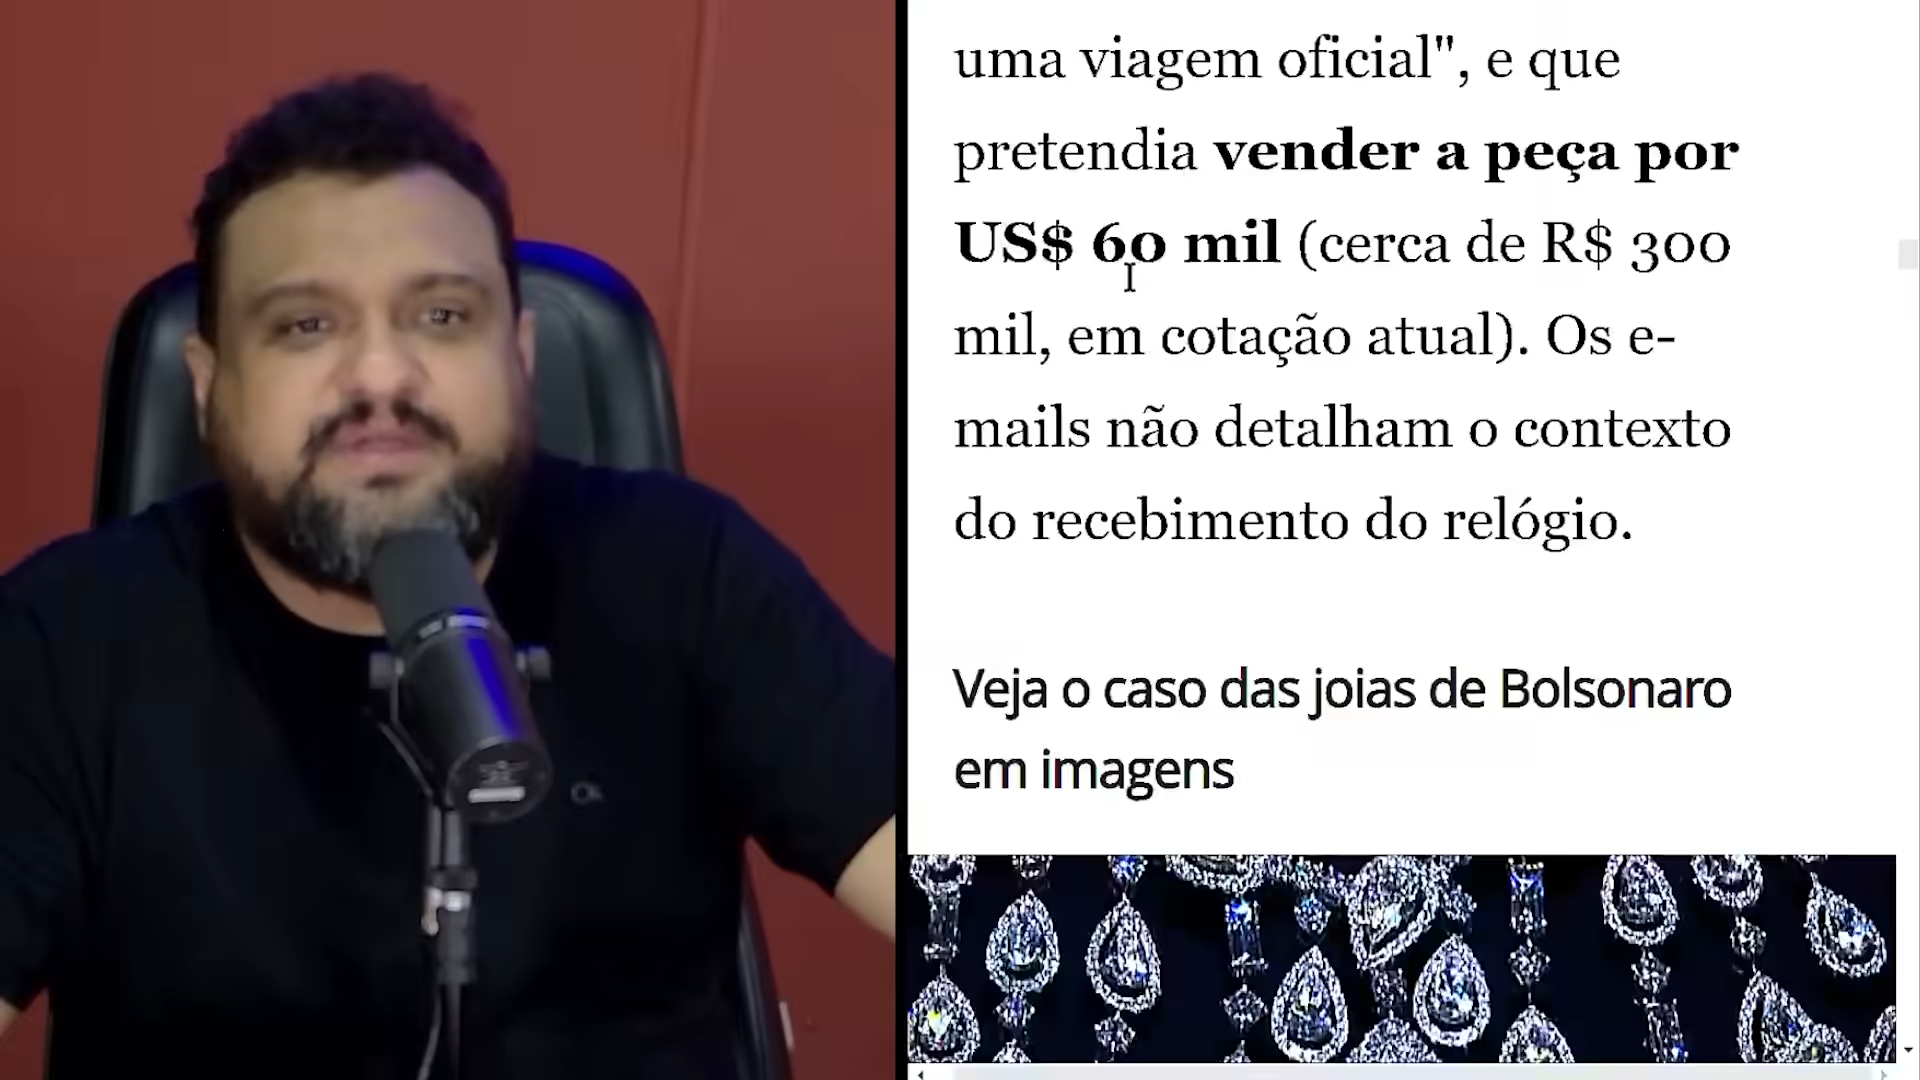 uma viagem oficial", e que
pretendia vender a peça por
US$ 60 mil (cerca de R$ 300
mil, em cotação atual). Os e-
mails não detalham o contexto
do recebimento do relógio.
Veja o caso das joias de Bolsonaro
em imagens